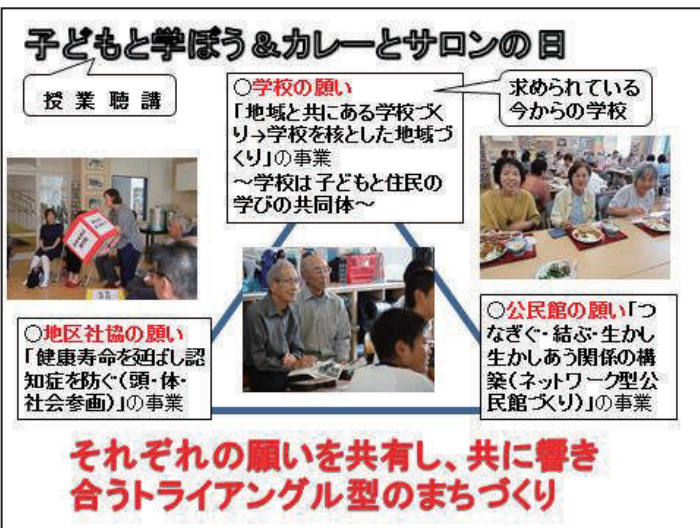 子どもと学ぼう＆カレーとサロンの日
授業聴講
○学校の願い
「地域と共にある学校づく
り→学校を核とした地域づ
くり」の事業
～学校は子どもと住民の
学びの共同体～
求められている
今からの学校
○地区社協の願い
「健康寿命を延ばし認
知症を防ぐ(頭・体・
社会参画)」の事業
○公民館の願い「つ
なぎぐ・結ぶ・生かし
生かしあう関係の構
築(ネットワーク型公
民館づくり)」の事業
それぞれの願いを共有し、共に響き
合うトライアングル型のまちづくり